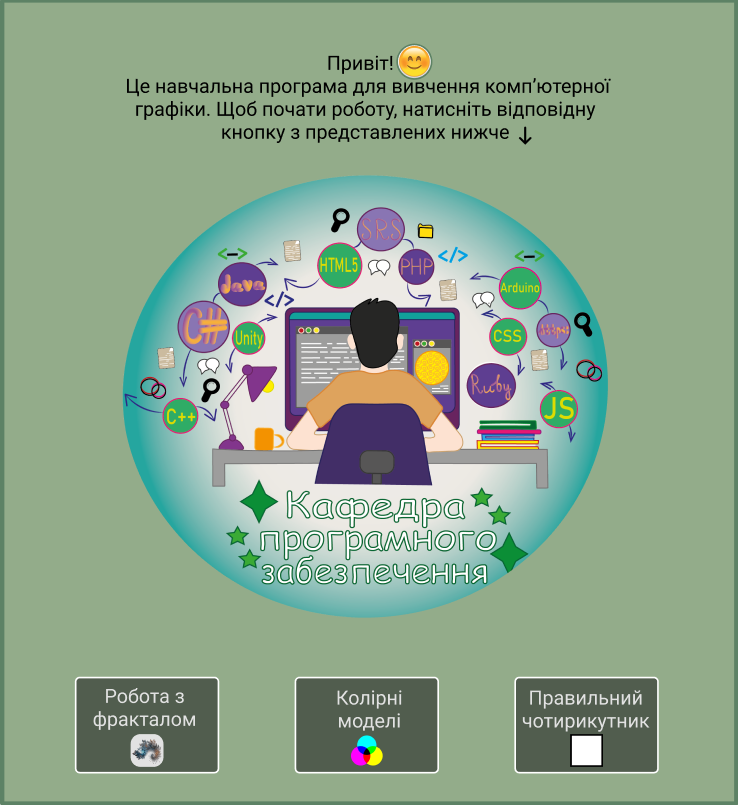 Привіт!
Це навчальна програма для вивчення комп’ютерної
графіки. Щоб почати роботу, натисніть відповідну
кнопку з представлених нижче ↓
SRS
HTML5
PHP
</>
<->
Java
</>
C#
Unity
C++
<->
Arduino
CSS
Ruby
JS
Кафедра
програмного
забезпечення
Робота з
фракталом
Колірні
моделі
Правильний
чотирикутник